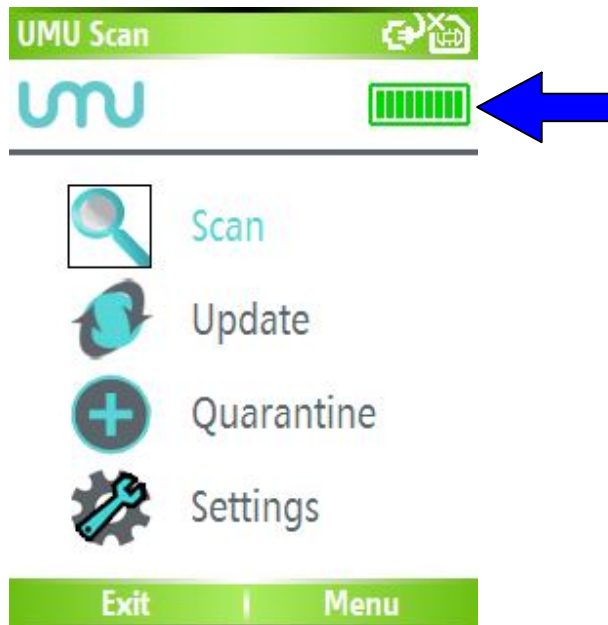 UMU Scan
umu
Scan
Update
Quarantine
Settings
Exit Menu